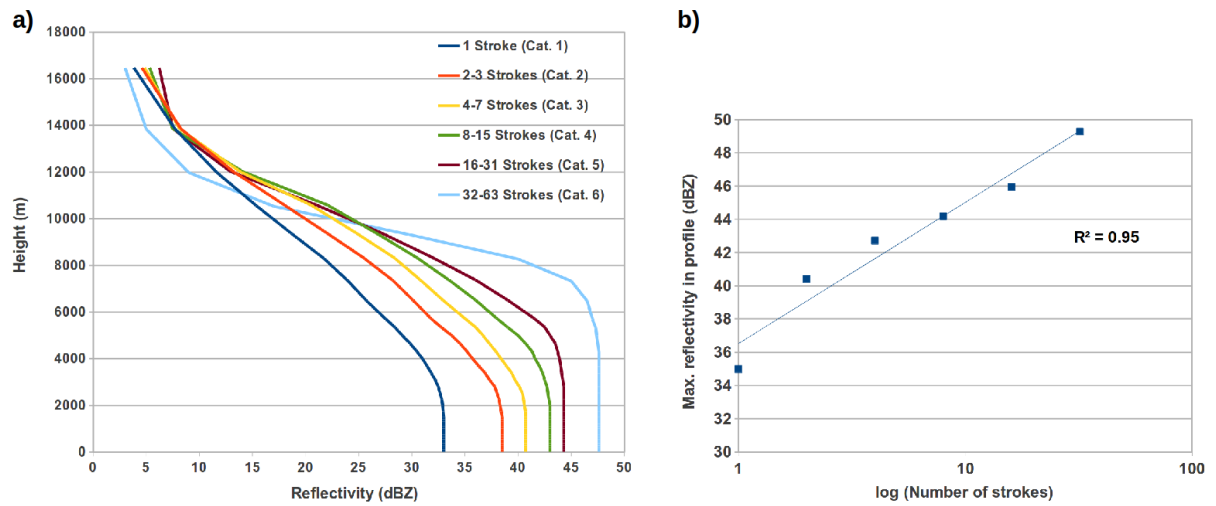 a)
18000
16000
14000
12000
10000
8000
6000
4000
2000
0
Height (m)
0 5 10 15 20 25 30 35 40 45 50
Reflectivity (dBZ)
1 Stroke (Cat. 1)
2-3 Strokes (Cat. 2)
4-7 Strokes (Cat. 3)
8-15 Strokes (Cat. 4)
16-31 Strokes (Cat. 5)
32-63 Strokes (Cat. 6)
b)
50
48
46
44
42
40
38
36
34
32
30
Max. reflectivity in profile (dBZ)
R² = 0.95
1 10 100
log (Number of strokes)